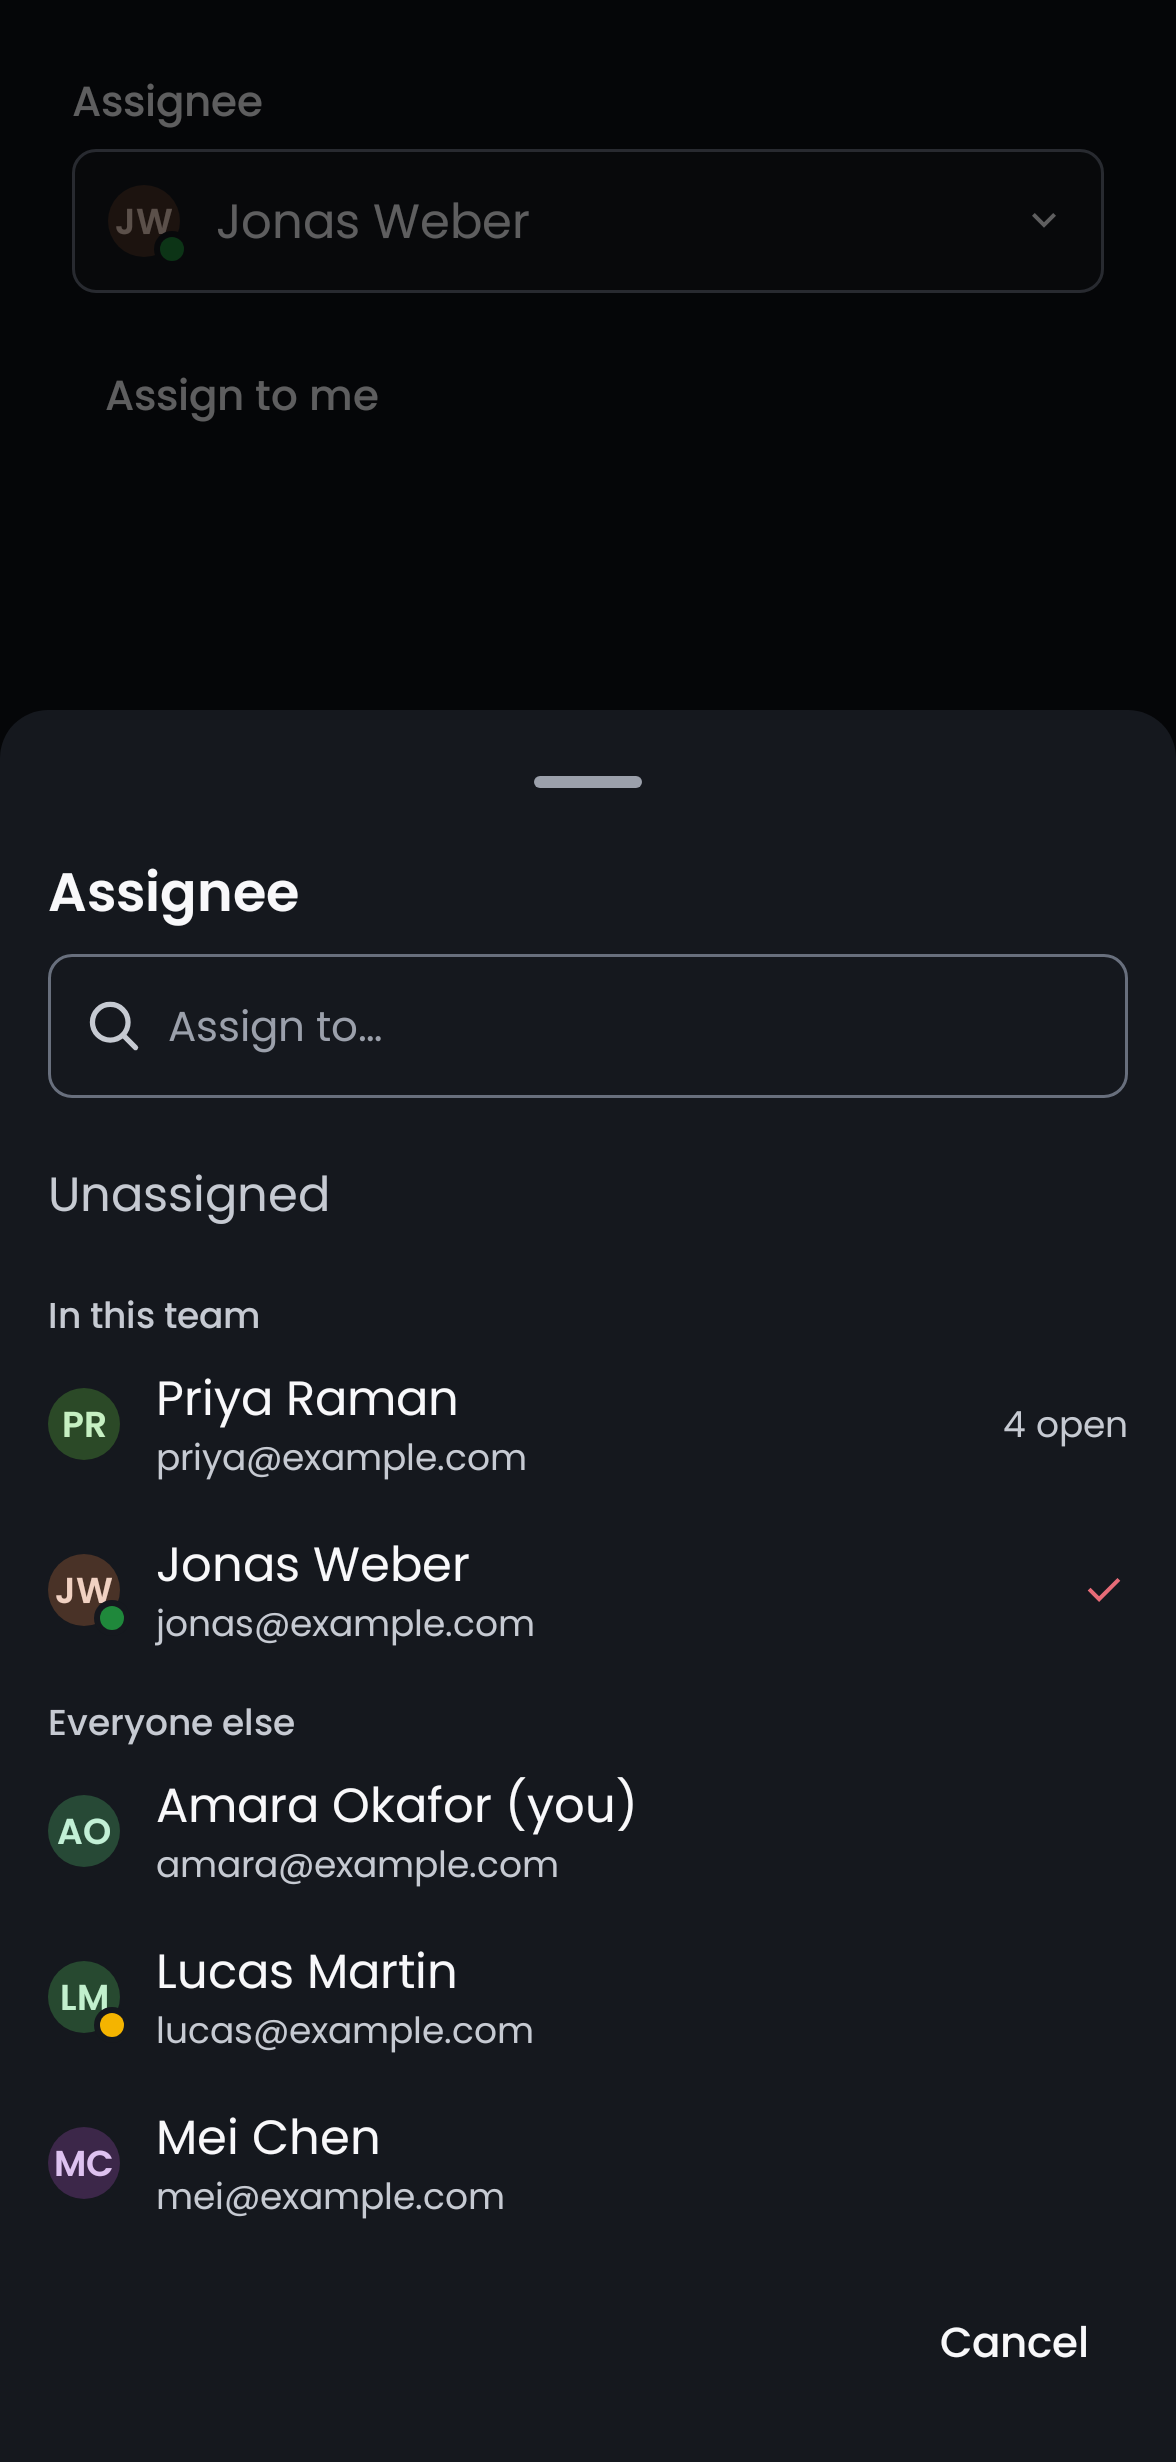 Assignee
JW Jonas Weber
Assign to me
Assignee
Assign to...
Unassigned
In this team
PR Priya Raman
priya@example.com
4 open
JW Jonas Weber
jonas@example.com
Everyone else
AO Amara Okafor (you)
amara@example.com
LM Lucas Martin
lucas@example.com
MC Mei Chen
mei@example.com
Cancel